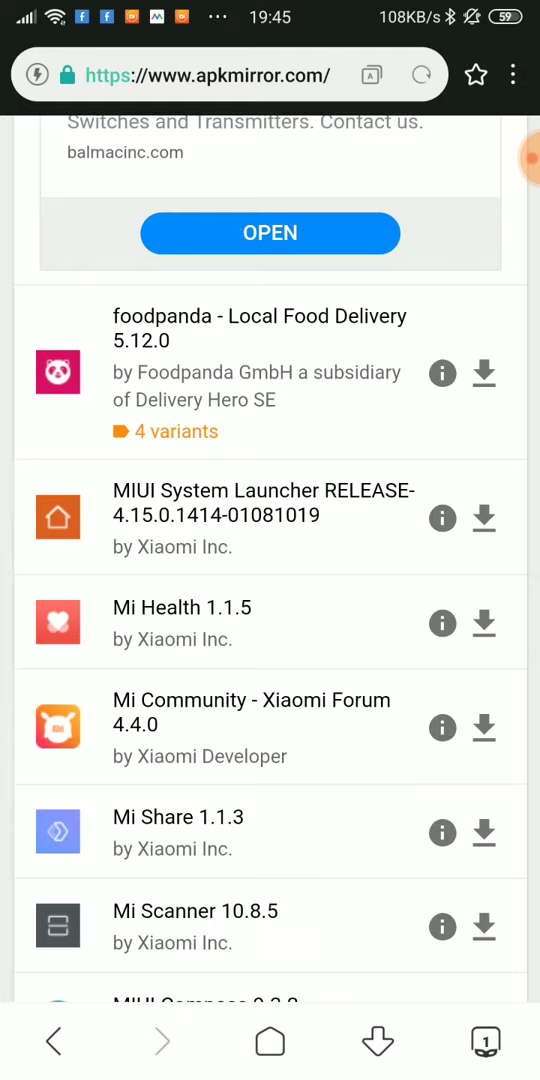 19:45
108KB/s
59
https://www.apkmirror.com/
A
Switches and Transmitters. Contact us.
balmacinc.com
OPEN
foodpanda - Local Food Delivery
5.12.0
by Foodpanda GmbH a subsidiary
of Delivery Hero SE
4 variants
MIUI System Launcher RELEASE-
4.15.0.1414-01081019
by Xiaomi Inc.
Mi Health 1.1.5
by Xiaomi Inc.
Mi Community - Xiaomi Forum
4.4.0
by Xiaomi Developer
Mi Share 1.1.3
by Xiaomi Inc.
Mi Scanner 10.8.5
by Xiaomi Inc.
MIUI Compass
1